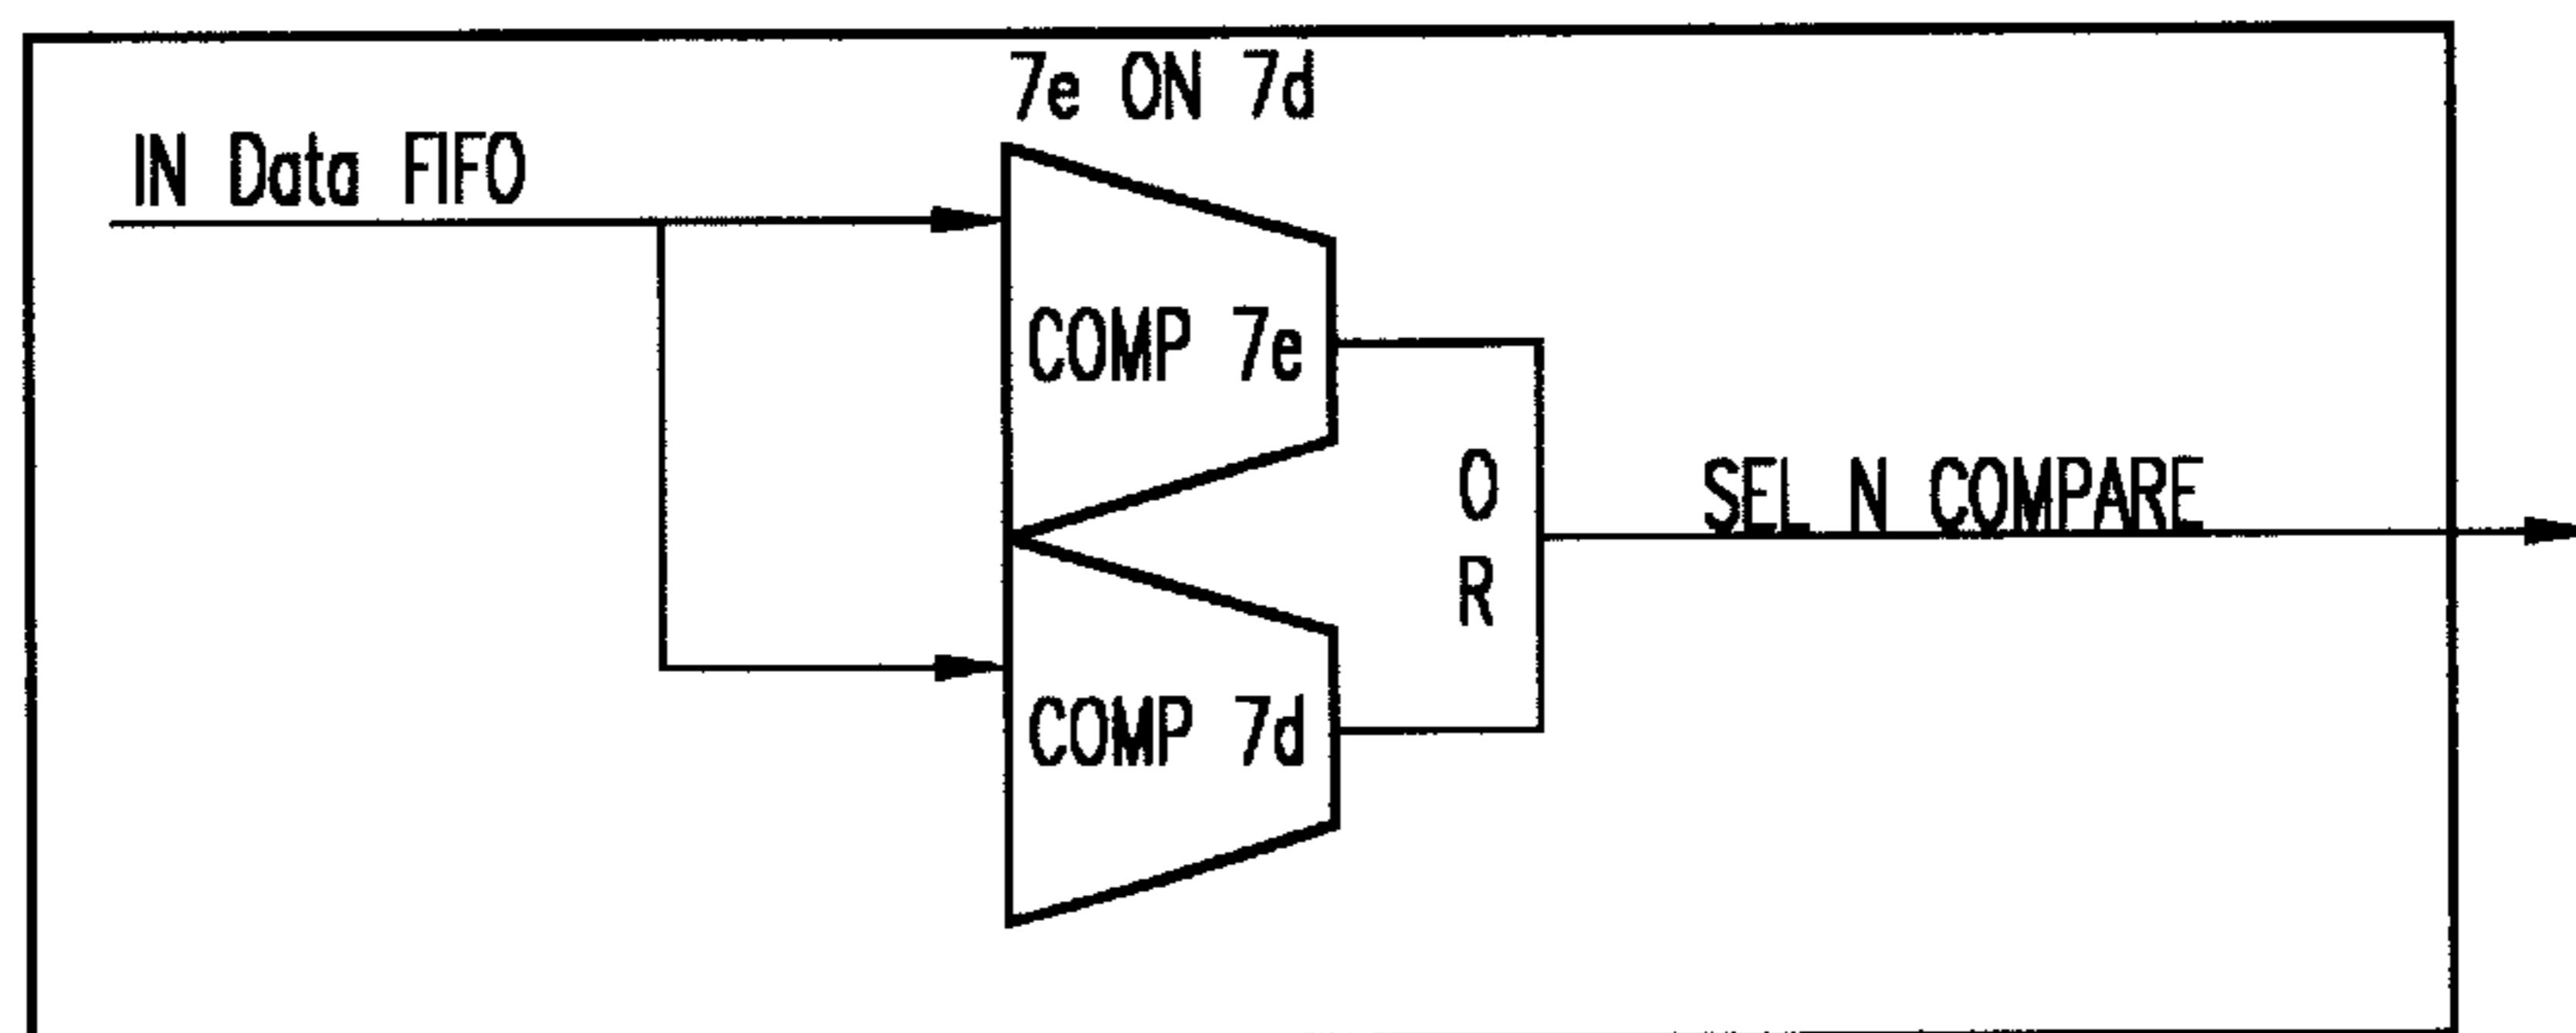 7e ON 7d
IN Data FIFO
COMP 7e
O
R
SEL N COMPARE
COMP 7d